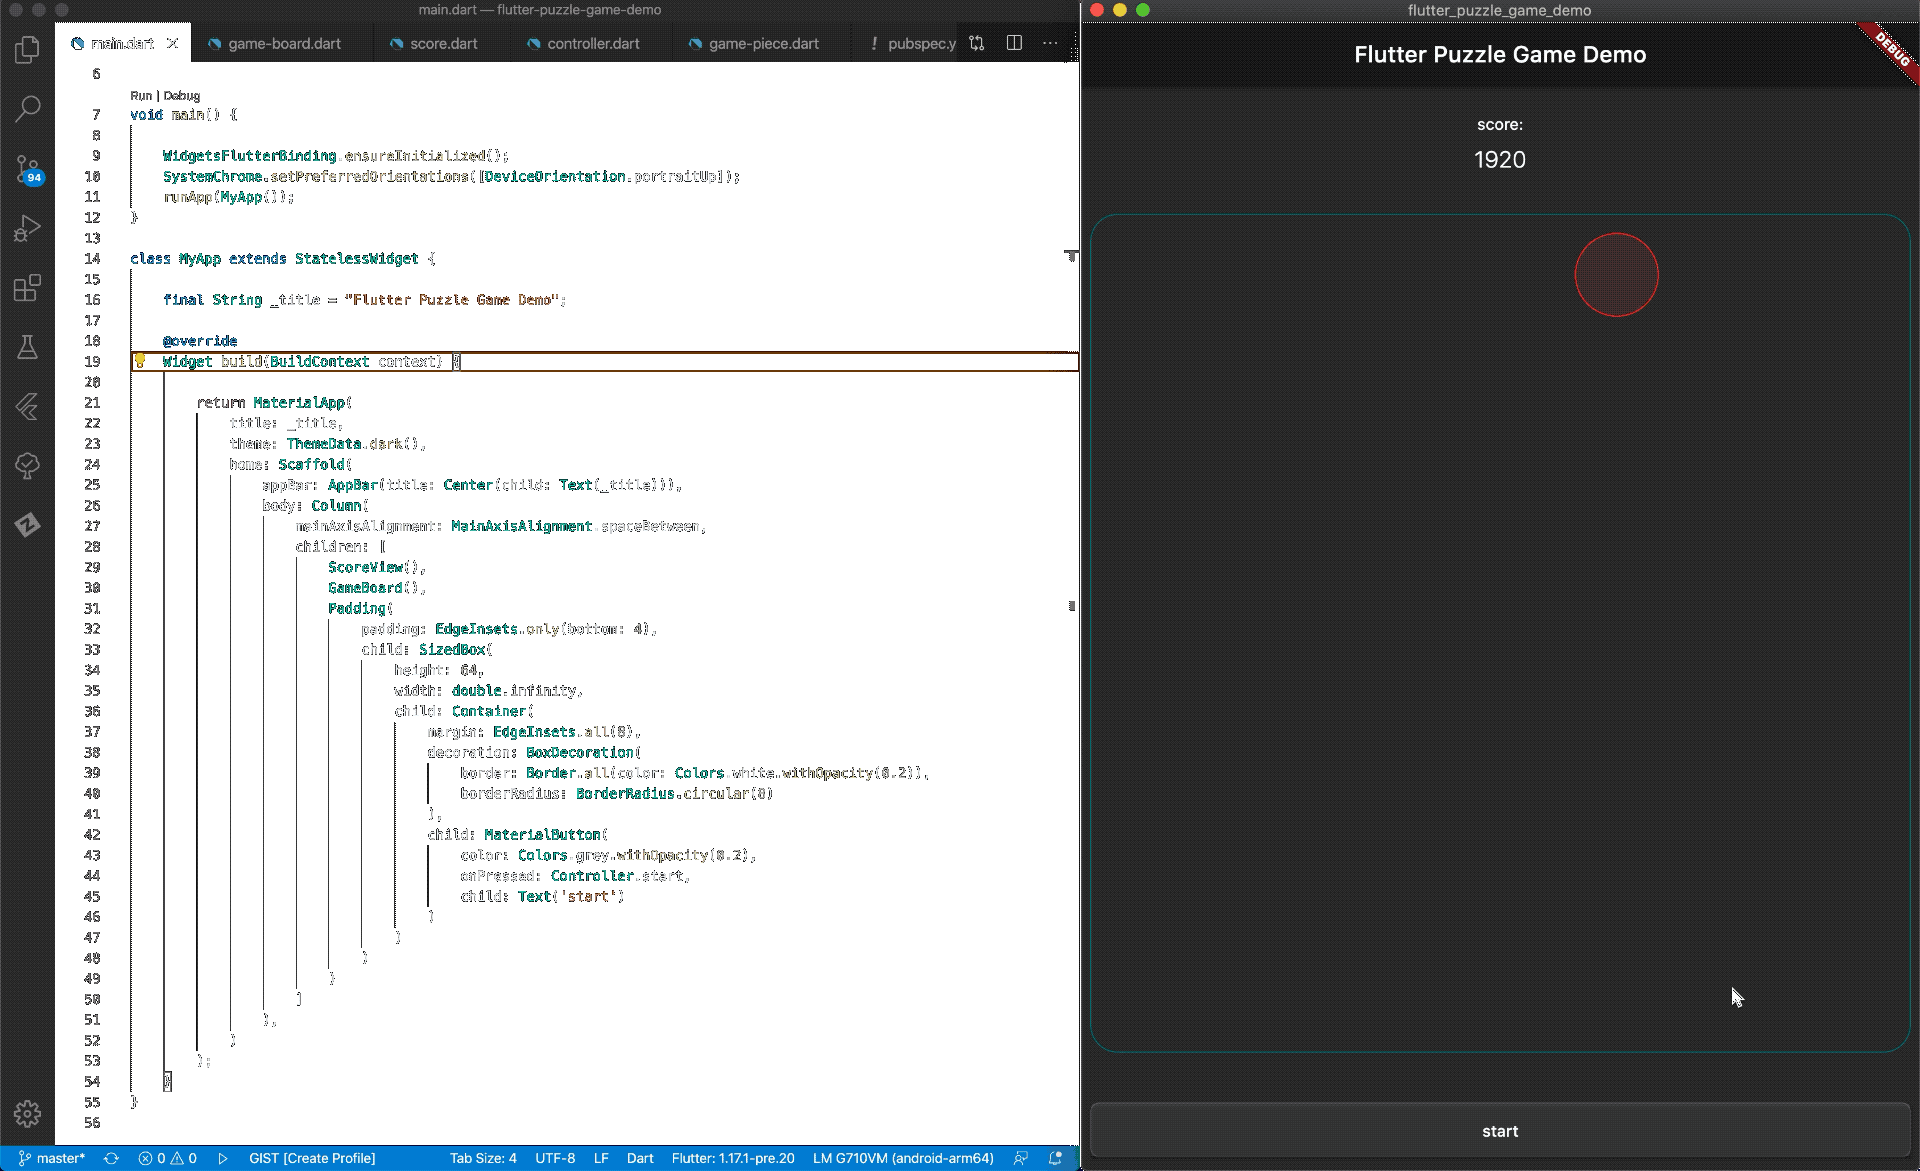 main.dart — flutter-puzzle-game-demo
main.dart
game-board.dart
score.dart
controller.dart
game-piece.dart
! pubspec.y
94
6
Run | Debug
7 void main() {
8
9 WidgetsFlutterBinding.ensureInitialized();
10 SystemChrome.setPreferredOrientations([DeviceOrientation.portraitUp]);
11 runApp(MyApp());
12 }
13
14 class MyApp extends StatelessWidget {
15
16 final String _title = "Flutter Puzzle Game Demo";
17
18 @override
19 Widget build(BuildContext context) {
20
21 return MaterialApp(
22 title: _title,
23 theme: ThemeData.dark(),
24 home: Scaffold(
25 appBar: AppBar(title: Center(child: Text(_title))),
26 body: Column(
27 mainAxisAlignment: MainAxisAlignment.spaceBetween,
28 children: [
29 ScoreView(),
30 GameBoard(),
31 Padding(
32 padding: EdgeInsets.only(bottom: 4),
33 child: SizedBox(
34 height: 64,
35 width: double.infinity,
36 child: Container(
37 margin: EdgeInsets.all(8),
38 decoration: BoxDecoration(
39 border: Border.all(color: Colors.white.withOpacity(0.2)),
40 borderRadius: BorderRadius.circular(8)
41 ),
42 child: MaterialButton(
43 color: Colors.grey.withOpacity(0.2),
44 onPressed: Controller.start,
45 child: Text('start')
46 )
47 )
48 )
49 )
50 ]
51 ),
52 )
53 );
54 }
55 }
56
master* 0 0 GIST [Create Profile] Tab Size: 4 UTF-8 LF Dart Flutter: 1.17.1-pre.20 LM G710VM (android-arm64)
flutter_puzzle_game_demo
Flutter Puzzle Game Demo
DEBUG
score:
1920
start